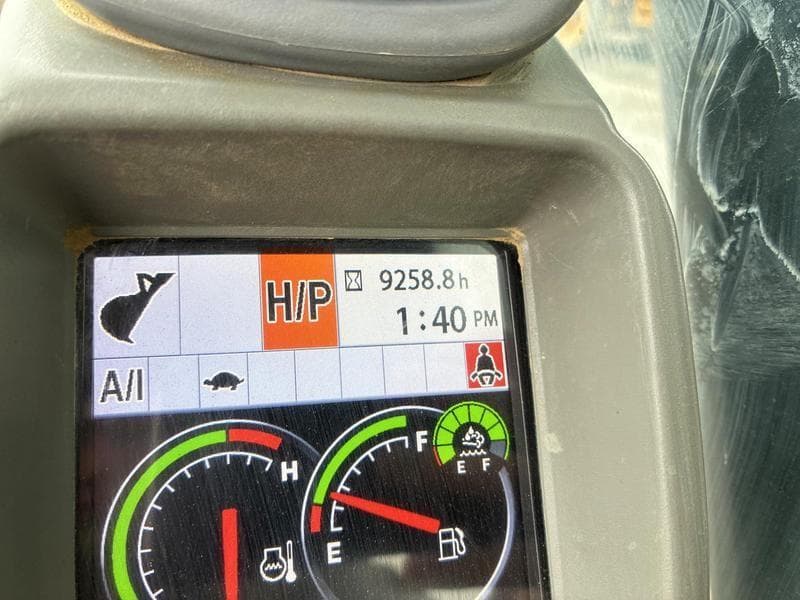 H/P
9258.8h
1:40 PM
A/I
H
F
E F
E